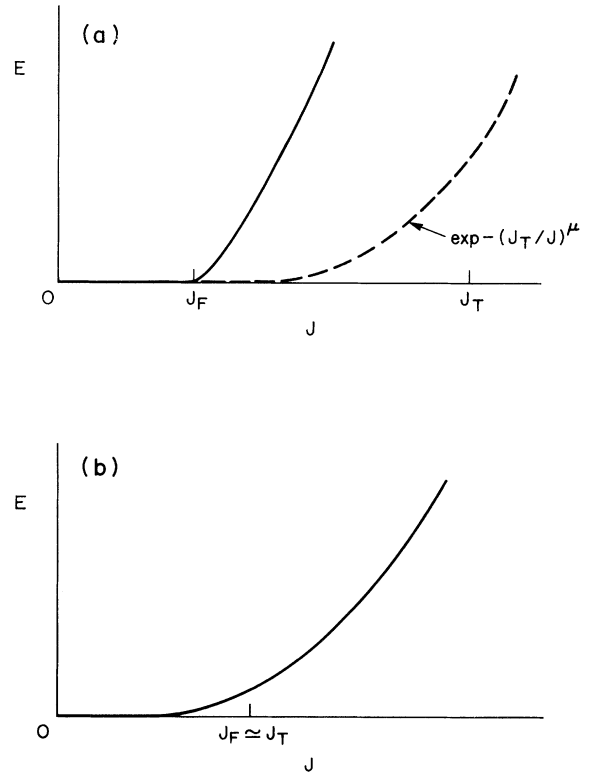 (a)
E
exp-(J_T/J)^μ
O J_F J_T
J
(b)
E
O J_F ≃ J_T
J